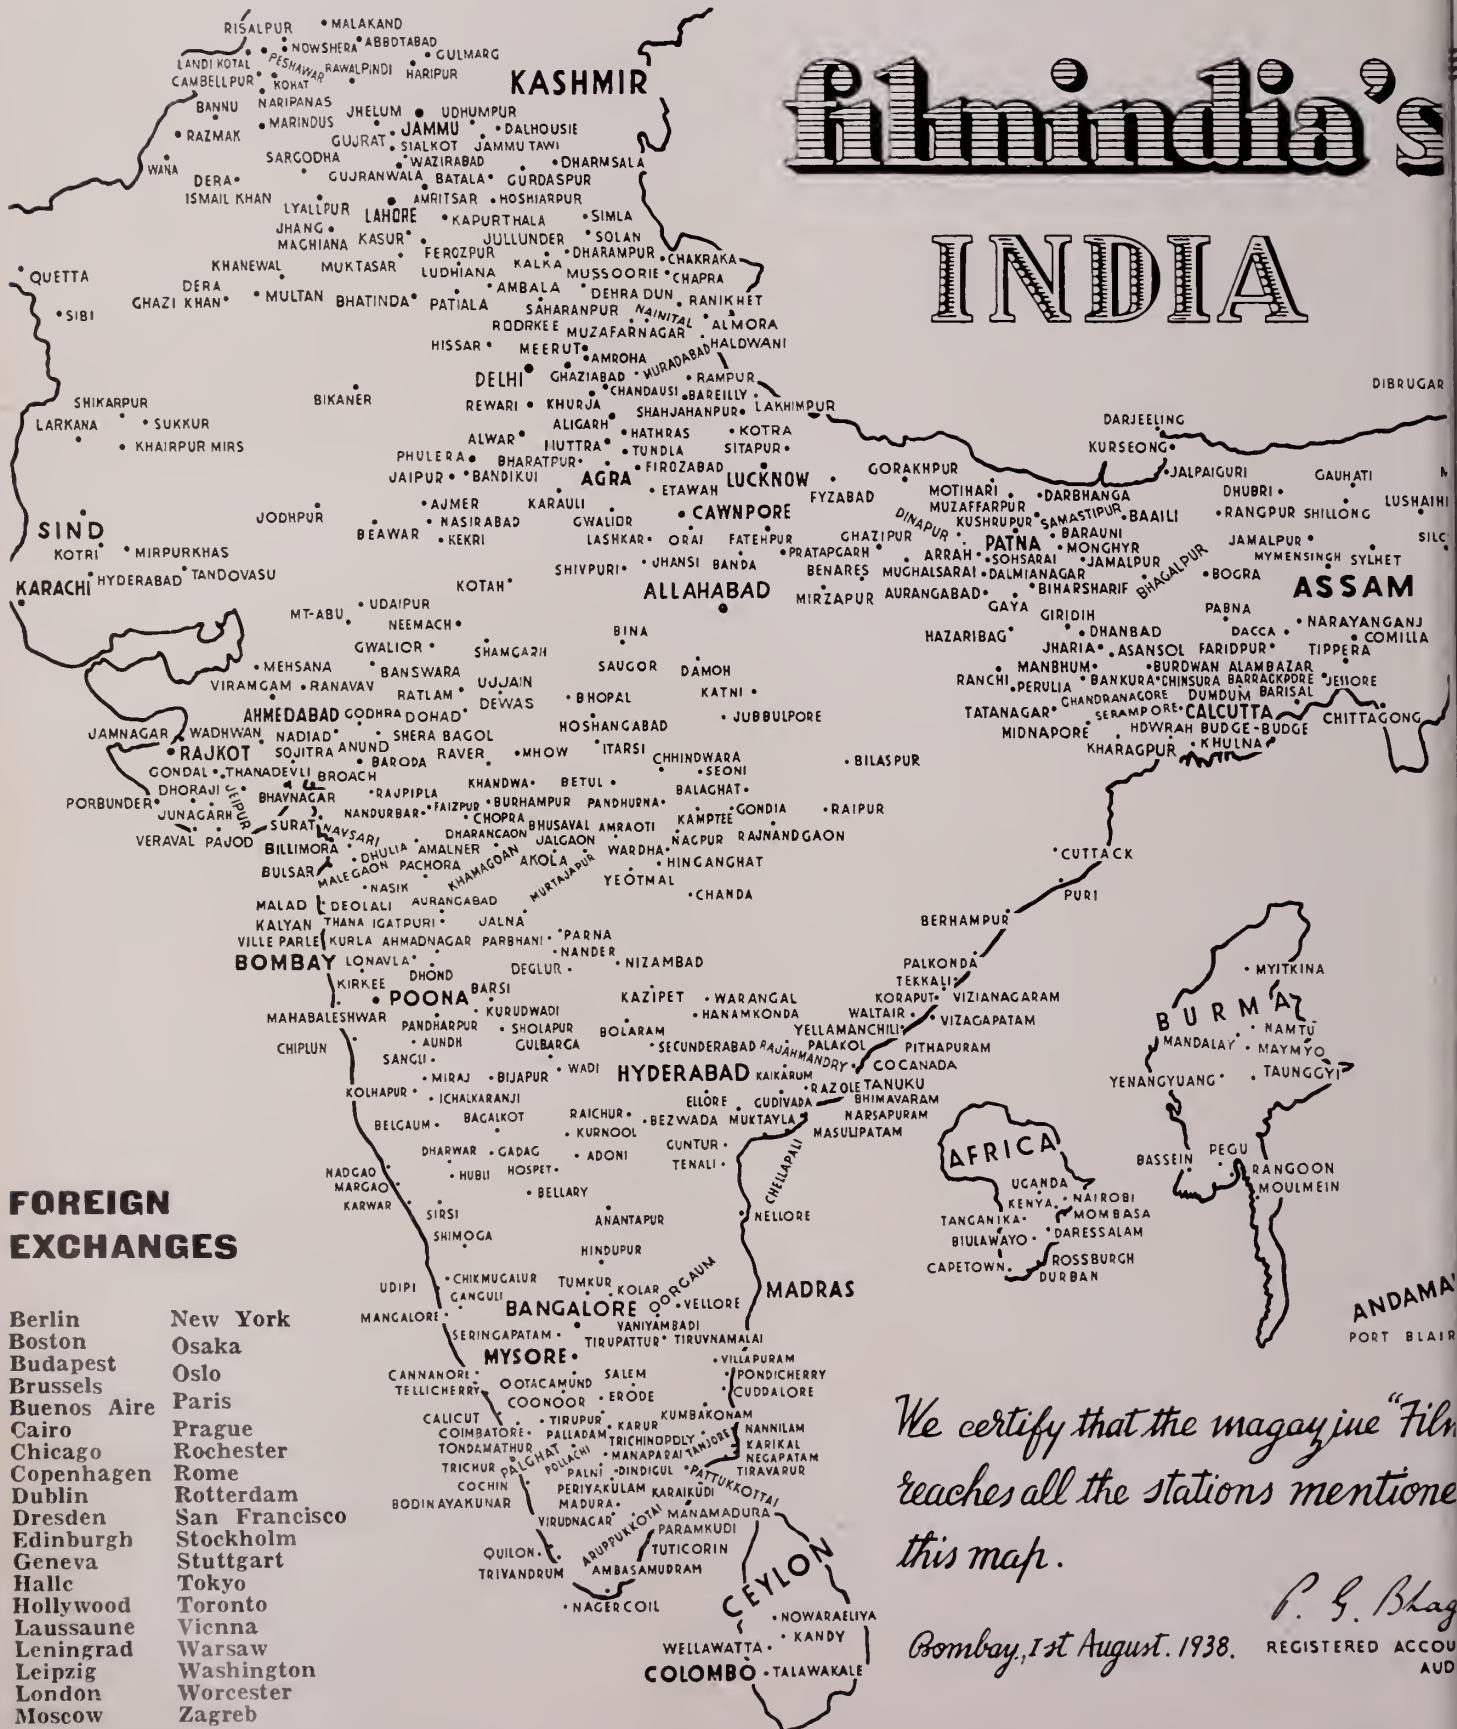 filmindia's
INDIA
RISALPUR
MALAKAND
NOWSHERA
ABBOTABAD
GULMARG
LANDI KOTAL
PESHAWAR
RAWALPINDI
HARIPUR
CAMBELLPUR
KOHAT
KASHMIR
BANNU
NARIPANAS
JHELUM
UDHUMPUR
RAZMAK
MARINDUS
GUJRAT
JAMMU
DALHOUSIE
SIALKOT
JAMMU TAWI
WANA
SARGODHA
WAZIRABAD
DHARMSALA
DERA
ISMAIL KHAN
GUJRANWALA
BATALA
GURDASPUR
LYALLPUR
AMRITSAR
HOSHIARPUR
LAHORE
KAPURTHALA
SIMLA
JHANG
MAGHIANA
KASUR
JULLUNDER
SOLAN
FEROZPUR
DHARAMPUR
CHAKRAKA
QUETTA
KHANEWAL
MUKTASAR
LUDHIANA
KALKA
MUSSOORIE
CHAPRA
DERA
GHAZI KHAN
MULTAN
BHATINDA
PATIALA
AMBALA
DEHRA DUN
RANIKHET
SIBI
SAHARANPUR
NAINITAL
ROORKEE
MUZAFARNAGAR
ALMORA
HISSAR
MEERUT
HALDWANI
AMROHA
MURADABAD
DELHI
GHAZIABAD
RAMPUR
CHANDAUSI
BAREILLY
DIBRUGAR
SHIKARPUR
BIKANER
REWARI
KHURJA
SHAHJAHANPUR
LAKHIMPUR
LARKANA
SUKKUR
ALIGARH
DARJEELING
KHAIRPUR MIRS
ALWAR
MUTTRA
HATHRAS
KOTRA
KURSEONG
PHULERA
BHARATPUR
TUNDLA
SITAPUR
JAIPUR
BANDIKUI
AGRA
FIROZABAD
LUCKNOW
GORAKHPUR
JALPAIGURI
GAUHATI
AJMER
KARAULI
ETAWAH
FYZABAD
MOTIHARI
DARBHANGA
DHUBRI
LUSHAIHI
SIND
JODHPUR
NASIRABAD
GWALIOR
CAWNPORE
MUZAFFARPUR
DINAPUR
KUSHRUPUR
SAMASTIPUR
BAAILI
RANGPUR
SHILLONG
BEAWAR
KEKRI
LASHKAR
ORAI
FATEHPUR
GHAZIPUR
PATNA
BARAUNI
JAMALPUR
SILC
KOTRI
MIRPURKHAS
PRATAPGARH
ARRAH
SOHSARAI
MONGHYR
JAMALPUR
BHAGALPUR
MYMENSINGH
SYLHET
KARACHI
HYDERABAD
TANDOVASU
KOTAH
SHIVPURI
JHANSI
BANDA
BENARES
MUGHALSARAI
DALMIANAGAR
BOGRA
ASSAM
ALLAHABAD
MIRZAPUR
AURANGABAD
BIHARSHARIF
MT-ABU
UDAIPUR
NEEMACH
GAYA
GIRIDIH
PABNA
NARAYANGANJ
BINA
HAZARIBAG
DHANBAD
DACCA
COMILLA
GWALIOR
SHAMGARH
JHARIA
ASANSOL
FARIDPUR
TIPPERA
MEHSANA
BANSWARA
SAUGOR
DAMOH
MANBHUM
BURDWAN
ALAMBAZAR
VIRAMGAM
RANAVAV
RATLAM
UJJAIN
DEWAS
BHOPAL
KATNI
RANCHI
PERULIA
BANKURA
CHINSURA
BARRACKPORE
JESSORE
CHANDRANAGORE
DUMDUM
BARISAL
AHMEDABAD
GODHRA
DOHAD
HOSHANGABAD
JUBBULPORE
TATANAGAR
SERAMPORE
CALCUTTA
CHITTAGONG
JAMNAGAR
WADHWAN
NADIAD
SHERA BAGOL
MIDNAPORE
HOWRAH
BUDGE-BUDGE
RAJKOT
SOJITRA
ANUND
BARODA
RAVER
MHOW
ITARSI
CHHINDWARA
BILASPUR
KHARAGPUR
KHULNA
GONDAL
THANADEVLI
BROACH
KHANDWA
BETUL
SEONI
PORBUNDER
DHORAJI
JEIPUR
BHAVNAGAR
RAJPIPLA
BALAGHAT
JUNAGARH
NANDURBAR
FAIZPUR
BURHAMPUR
PANDHURNA
GONDIA
RAIPUR
SURAT
NAVSARI
CHOPRA
BHUSAVAL
AMRAOTI
KAMPTEE
VERAVAL
PAJOD
DHARANGAON
JALGAON
NAGPUR
RAJNANDGAON
BILLIMORA
DHULIA
AMALNER
WARDHA
BULSAR
MALEGAON
PACHORA
KHAMAGOAN
AKOLA
MURTAJAPUR
HINGANGHAT
CUTTACK
NASIK
YEOTMAL
CHANDA
PURI
MALAD
DEOLALI
AURANGABAD
KALYAN
THANA
IGATPURI
JALNA
BERHAMPUR
VILLE PARLE
KURLA
AHMADNAGAR
PARBHANI
PARNA
NANDER
BOMBAY
LONAVLA
DHOND
DEGLUR
NIZAMBAD
PALKONDA
KIRKEE
BARSI
TEKKALI
POONA
KAZIPET
WARANGAL
KORAPUT
VIZIANAGARAM
MAHABALESHWAR
KURUDWADI
HANAMKONDA
WALTAIR
PANDHARPUR
SHOLAPUR
BOLARAM
YELLAMANCHILI
VIZAGAPATAM
CHIPLUN
AUNDH
GULBARGA
SECUNDERABAD
RAJAHMANDRY
PALAKOL
PITHAPURAM
SANGLI
WADI
COCANADA
MIRAJ
BIJAPUR
HYDERABAD
KAIKARUM
KOLHAPUR
ICHALKARANJI
RAZOLE
TANUKU
ELLORE
GUDIVADA
BHIMAVARAM
BAGALKOT
RAICHUR
BEZWADA
MUKTAYLA
NARSAPURAM
BELGAUM
KURNOOL
MASULIPATAM
DHARWAR
GADAG
ADONI
GUNTUR
TENALI
CHELLAPALI
NADGAO
HUBLI
HOSPET
MARGAO
BELLARY
KARWAR
SIRSI
ANANTAPUR
NELLORE
SHIMOGA
HINDUPUR
UDIPI
CHIKMUGALUR
TUMKUR
KOLAR
OORGAUM
GANGULI
MADRAS
MANGALORE
BANGALORE
VELLORE
VANIYAMBADI
SERINGAPATAM
TIRUPATTUR
TIRUVNAMALAI
MYSORE
VILLAPURAM
CANNANORE
OOTACAMUND
SALEM
PONDICHERRY
TELLICHERRY
COONOOR
ERODE
CUDDALORE
CALICUT
TIRUPUR
KARUR
KUMBAKONAM
NANNILAM
COIMBATORE
PALLADAM
TRICHINOPOLY
TANJORE
KARIKAL
TONDAMATHUR
PALGHAT
POLLACHI
MANAPARAI
NEGAPATAM
TRICHUR
PALNI
DINDIGUL
PATTUKKOTTAI
TIRAVARUR
COCHIN
PERIYAKULAM
KARAIKUDI
BODINAYAKUNAR
MADURA
MANAMADURA
VIRUDNAGAR
ARUPPUKKOTAI
PARAMKUDI
QUILON
TUTICORIN
TRIVANDRUM
AMBASAMUDRAM
NAGERCOIL
CEYLON
NOWARAELIYA
KANDY
WELLAWATTA
COLOMBO
TALAWAKALE
BURMA
MYITKINA
NAMTU
MANDALAY
MAYMYO
YENANGYUANG
TAUNGGYI
BASSEIN
PEGU
RANGOON
MOULMEIN
AFRICA
UGANDA
KENYA
NAIROBI
TANGANIKA
MOMBASA
BIULAWAYO
DARESSALAM
CAPETOWN
ROSSBURGH
DURBAN
ANDAMA
PORT BLAIR
FOREIGN
EXCHANGES
Berlin
Boston
Budapest
Brussels
Buenos Aire
Cairo
Chicago
Copenhagen
Dublin
Dresden
Edinburgh
Geneva
Halle
Hollywood
Laussaune
Leningrad
Leipzig
London
Moscow
New York
Osaka
Oslo
Paris
Prague
Rochester
Rome
Rotterdam
San Francisco
Stockholm
Stuttgart
Tokyo
Toronto
Vienna
Warsaw
Washington
Worcester
Zagreb
We certify that the magazine "Film
reaches all the stations mentione
this map.
P. G. Bhag
Bombay, 1st August. 1938.
REGISTERED ACCOU
AUD